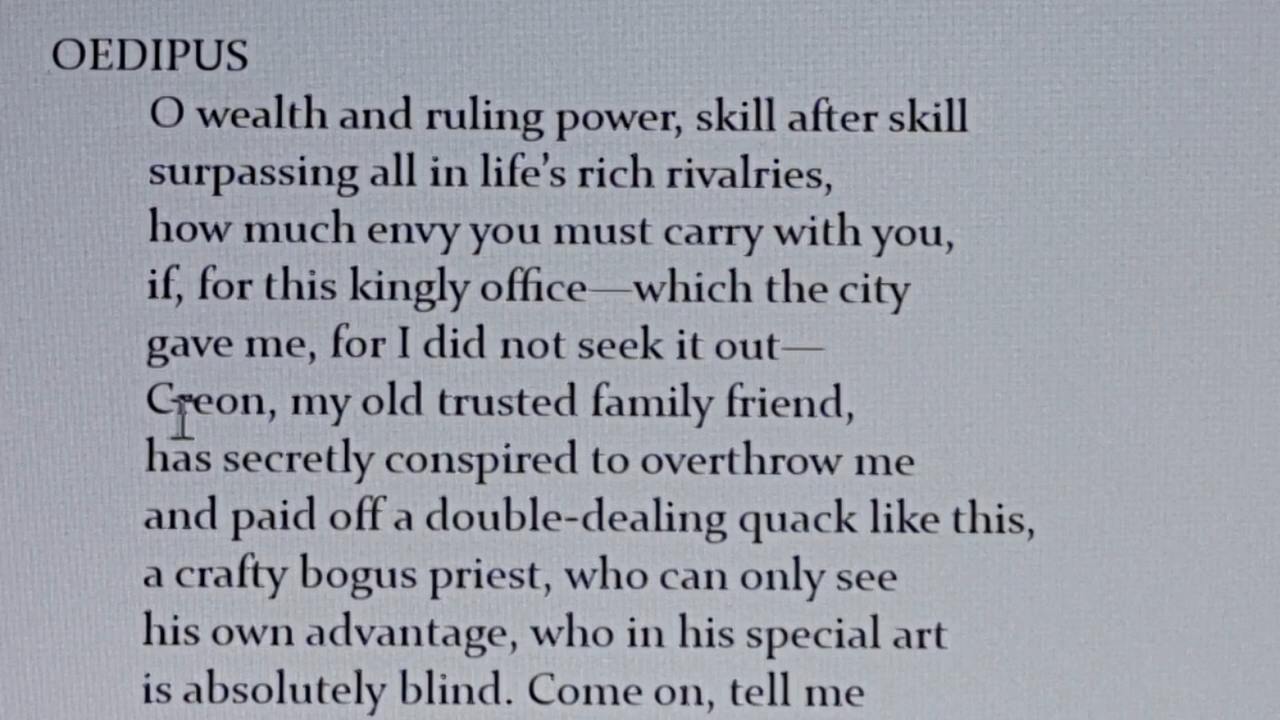 OEDIPUS
O wealth and ruling power, skill after skill
surpassing all in life’s rich rivalries,
how much envy you must carry with you,
if, for this kingly office—which the city
gave me, for I did not seek it out—
Creon, my old trusted family friend,
has secretly conspired to overthrow me
and paid off a double-dealing quack like this,
a crafty bogus priest, who can only see
his own advantage, who in his special art
is absolutely blind. Come on, tell me